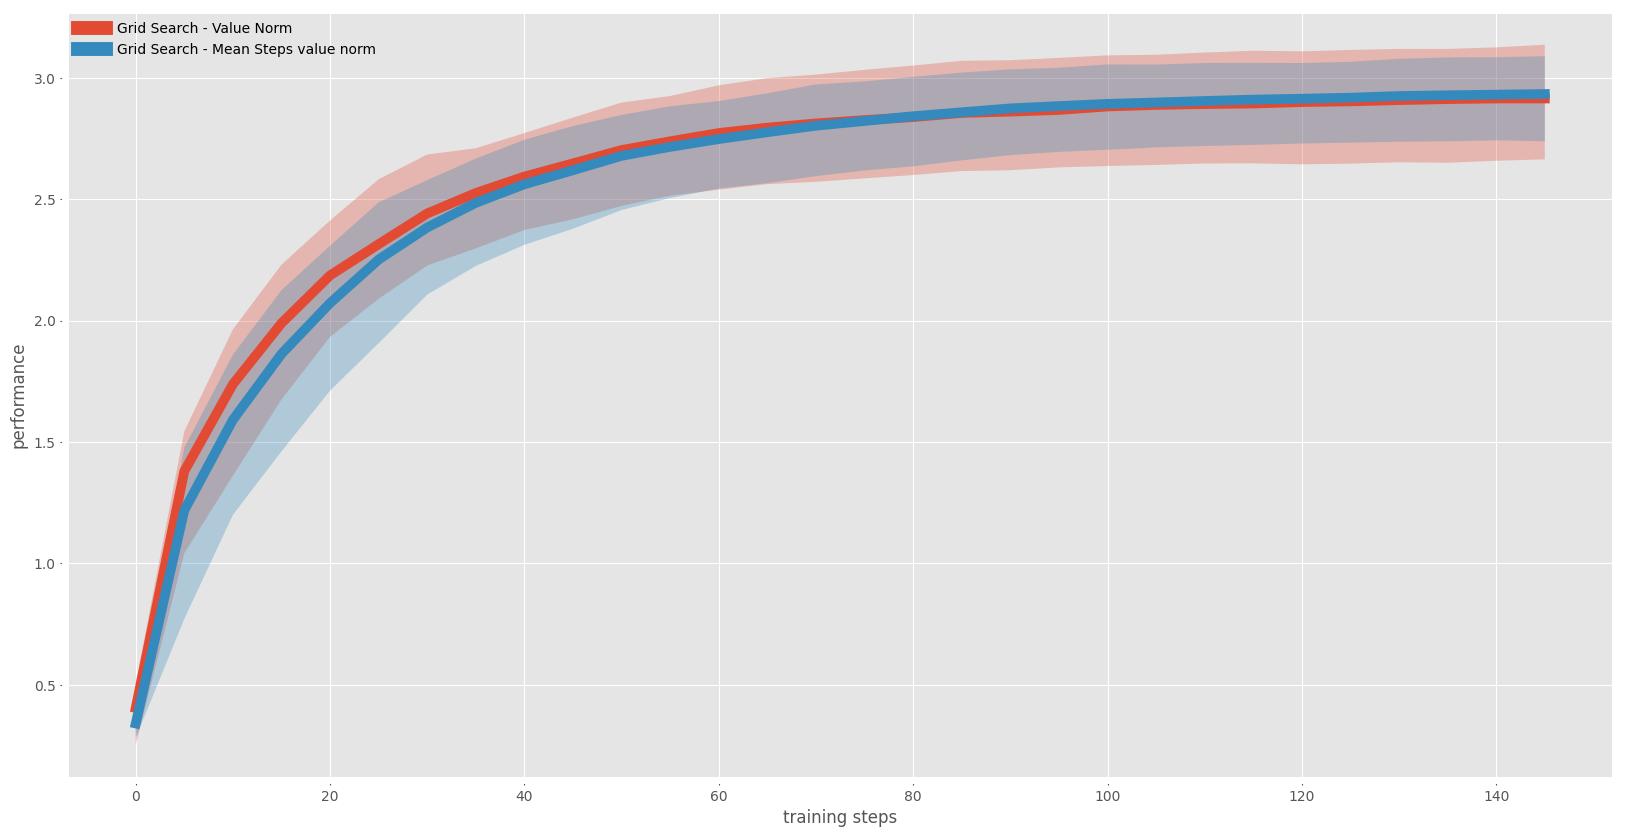 Grid Search - Value Norm
Grid Search - Mean Steps value norm
3.0
2.5
2.0
1.5
1.0
0.5
performance
0 20 40 60 80 100 120 140
training steps